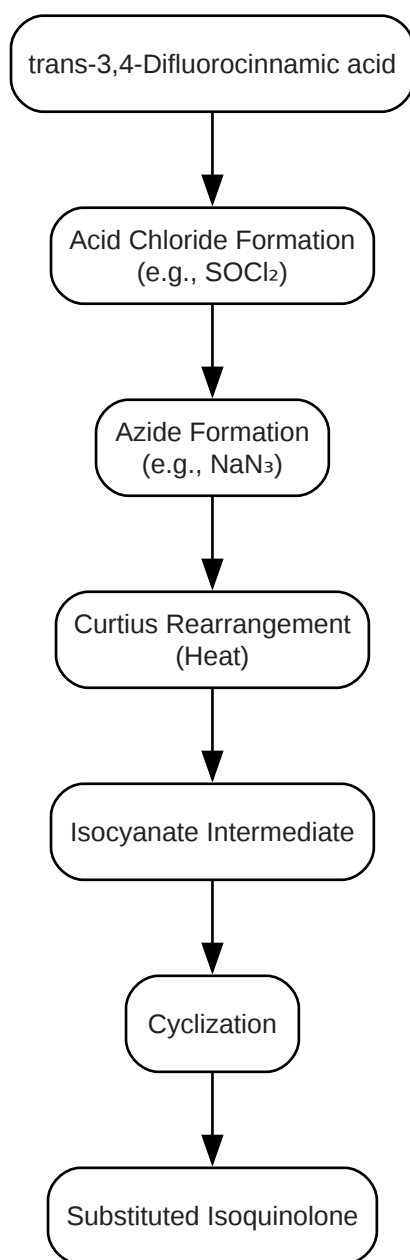 trans-3,4-Difluorocinnamic acid
Acid Chloride Formation
(e.g., SOCl₂)
Azide Formation
(e.g., NaN₃)
Curtius Rearrangement
(Heat)
Isocyanate Intermediate
Cyclization
Substituted Isoquinolone